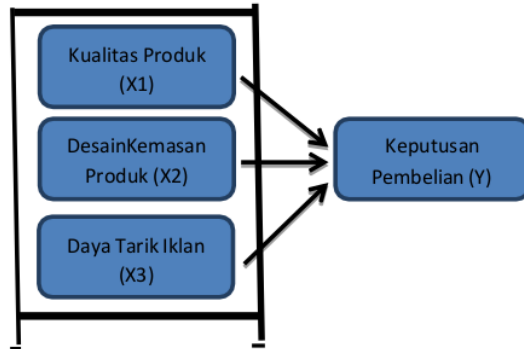 Kualitas Produk
(X1)
DesainKemasan
Produk (X2)
Daya Tarik Iklan
(X3)
Keputusan
Pembelian (Y)